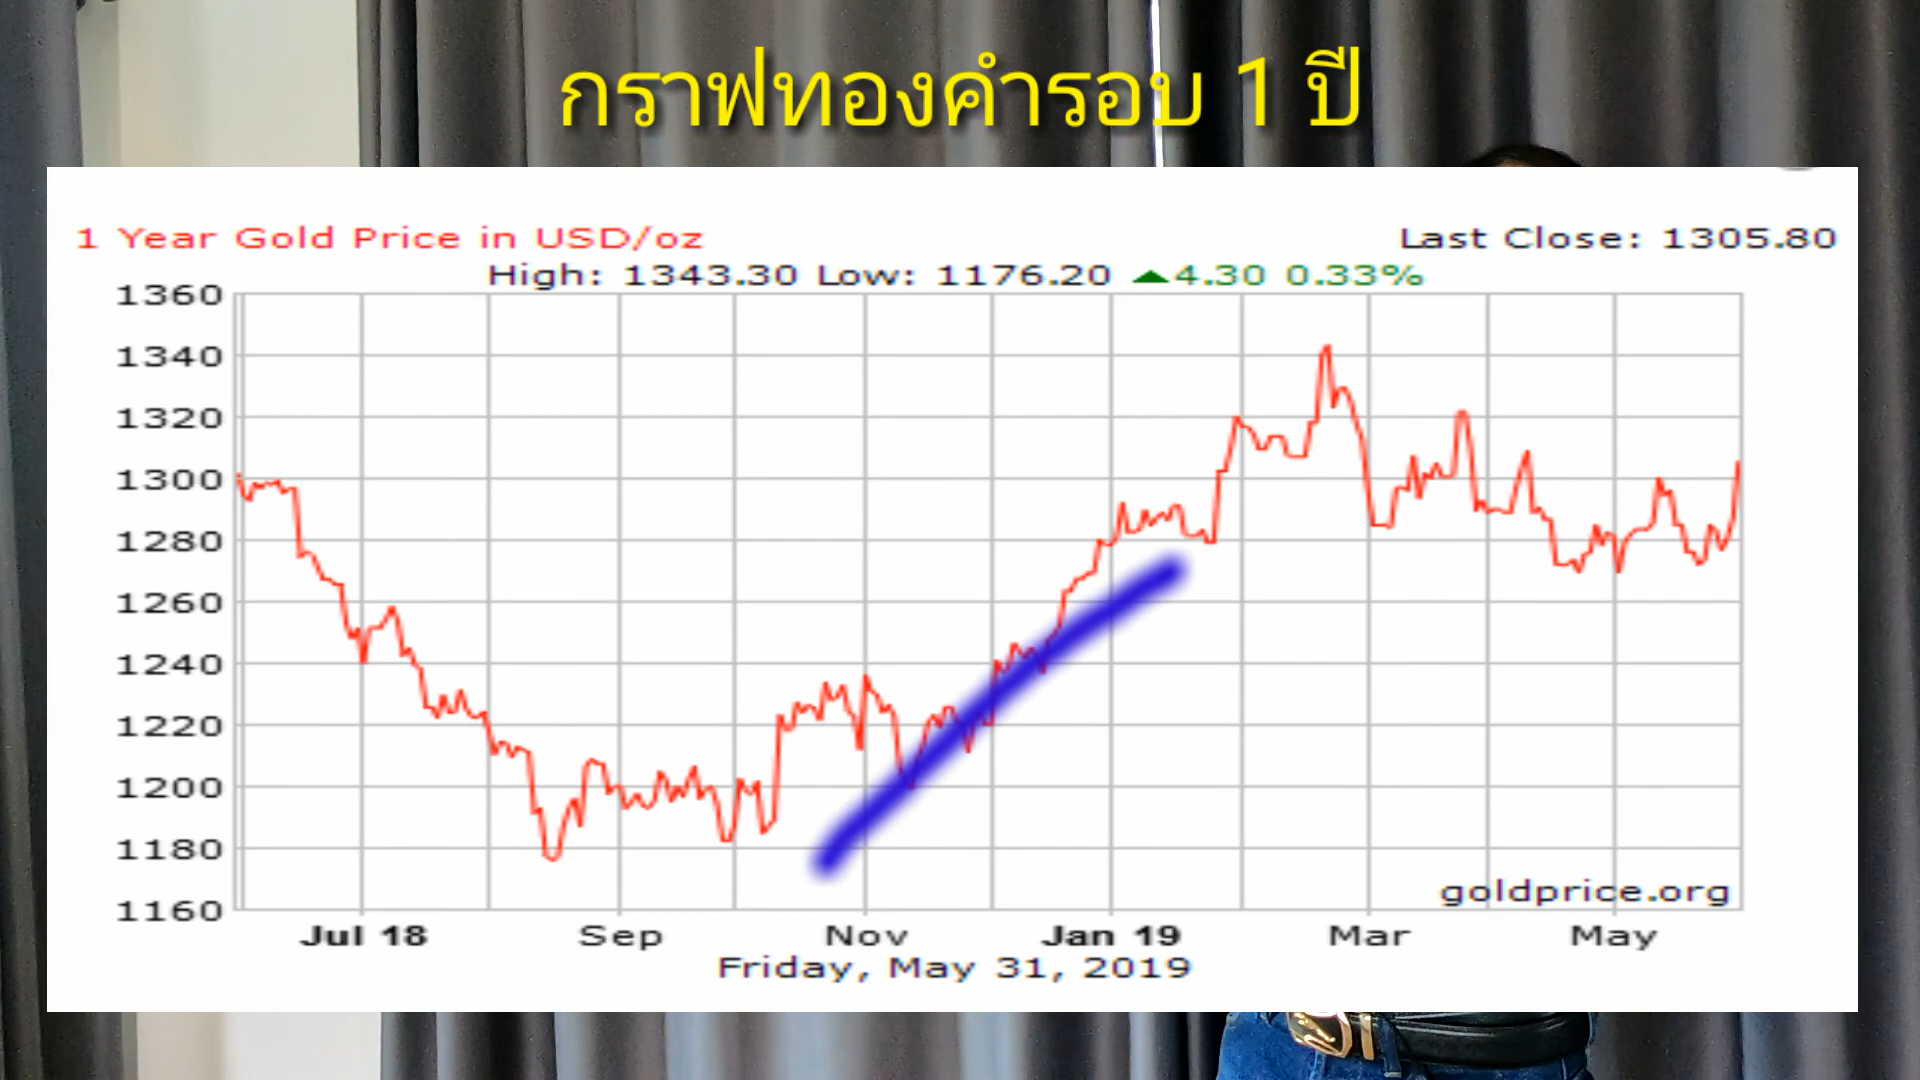 กราฟทองคำรอบ 1 ปี
1 Year Gold Price in USD/oz
Last Close: 1305.80
High: 1343.30 Low: 1176.20 ▲4.30 0.33%
1360
1340
1320
1300
1280
1260
1240
1220
1200
1180
1160
goldprice.org
Jul 18 Sep Nov Jan 19 Mar May
Friday, May 31, 2019